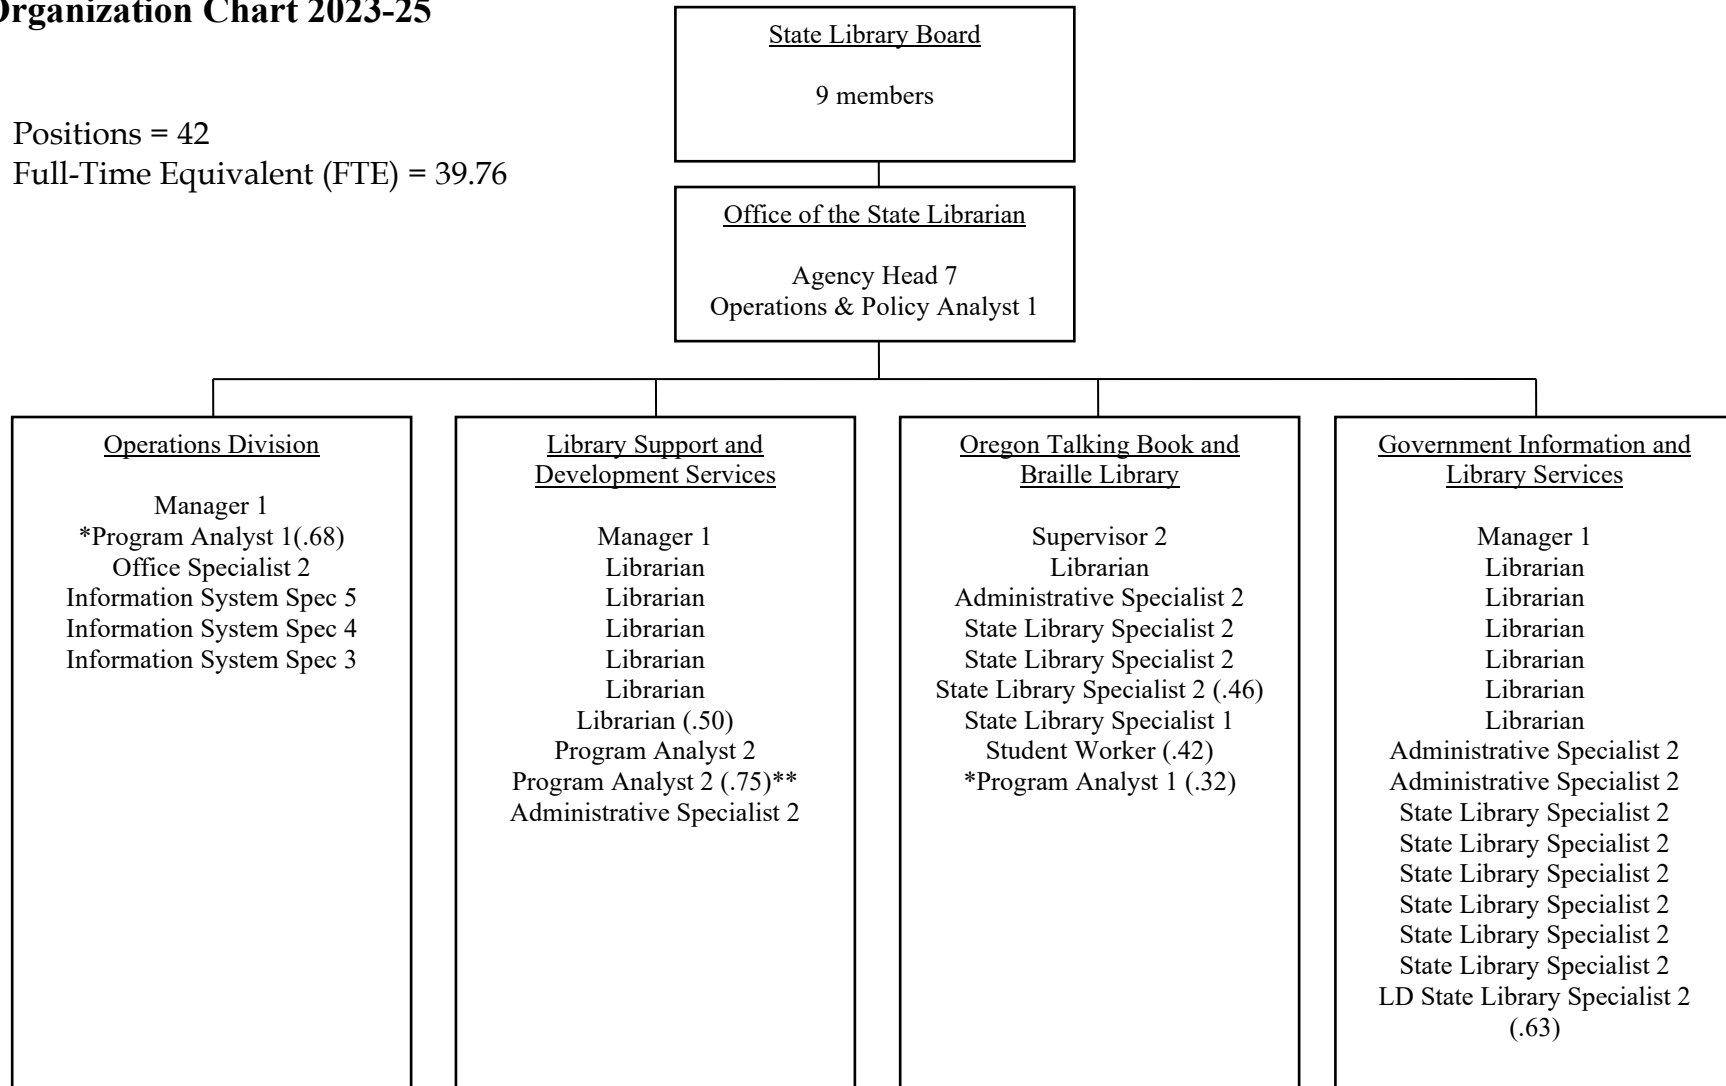 Organization Chart 2023-25
Positions = 42
Full-Time Equivalent (FTE) = 39.76
State Library Board
9 members
Office of the State Librarian
Agency Head 7
Operations & Policy Analyst 1
Operations Division
Manager 1
*Program Analyst 1(.68)
Office Specialist 2
Information System Spec 5
Information System Spec 4
Information System Spec 3
Library Support and
Development Services
Manager 1
Librarian
Librarian
Librarian
Librarian
Librarian
Librarian (.50)
Program Analyst 2
Program Analyst 2 (.75)**
Administrative Specialist 2
Oregon Talking Book and
Braille Library
Supervisor 2
Librarian
Administrative Specialist 2
State Library Specialist 2
State Library Specialist 2
State Library Specialist 2 (.46)
State Library Specialist 1
Student Worker (.42)
*Program Analyst 1 (.32)
Government Information and
Library Services
Manager 1
Librarian
Librarian
Librarian
Librarian
Librarian
Librarian
Administrative Specialist 2
Administrative Specialist 2
State Library Specialist 2
State Library Specialist 2
State Library Specialist 2
State Library Specialist 2
State Library Specialist 2
State Library Specialist 2
LD State Library Specialist 2
(.63)